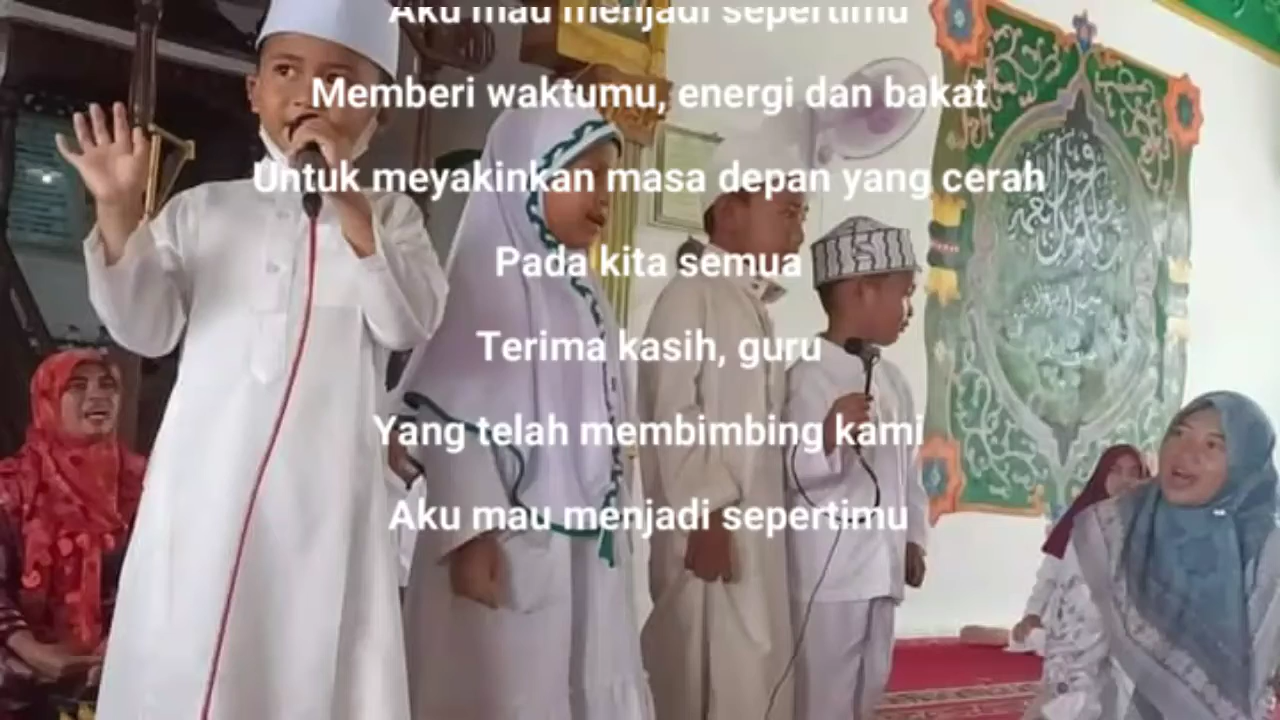 Aku mau menjadi sepertimu
Memberi waktumu, energi dan bakat
Untuk meyakinkan masa depan yang cerah
Pada kita semua
Terima kasih, guru
Yang telah membimbing kami
Aku mau menjadi sepertimu